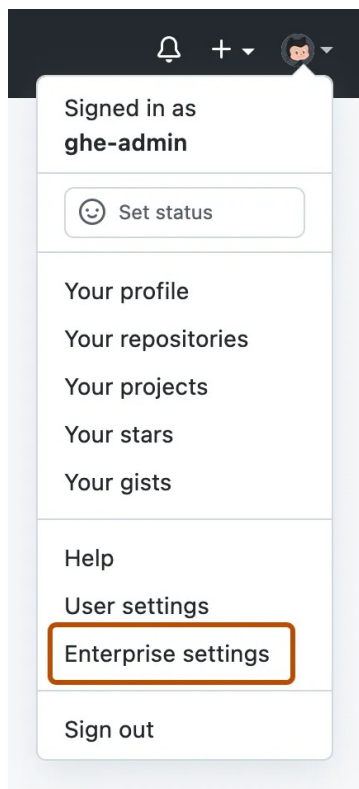 Signed in as
ghe-admin
Set status
Your profile
Your repositories
Your projects
Your stars
Your gists
Help
User settings
Enterprise settings
Sign out